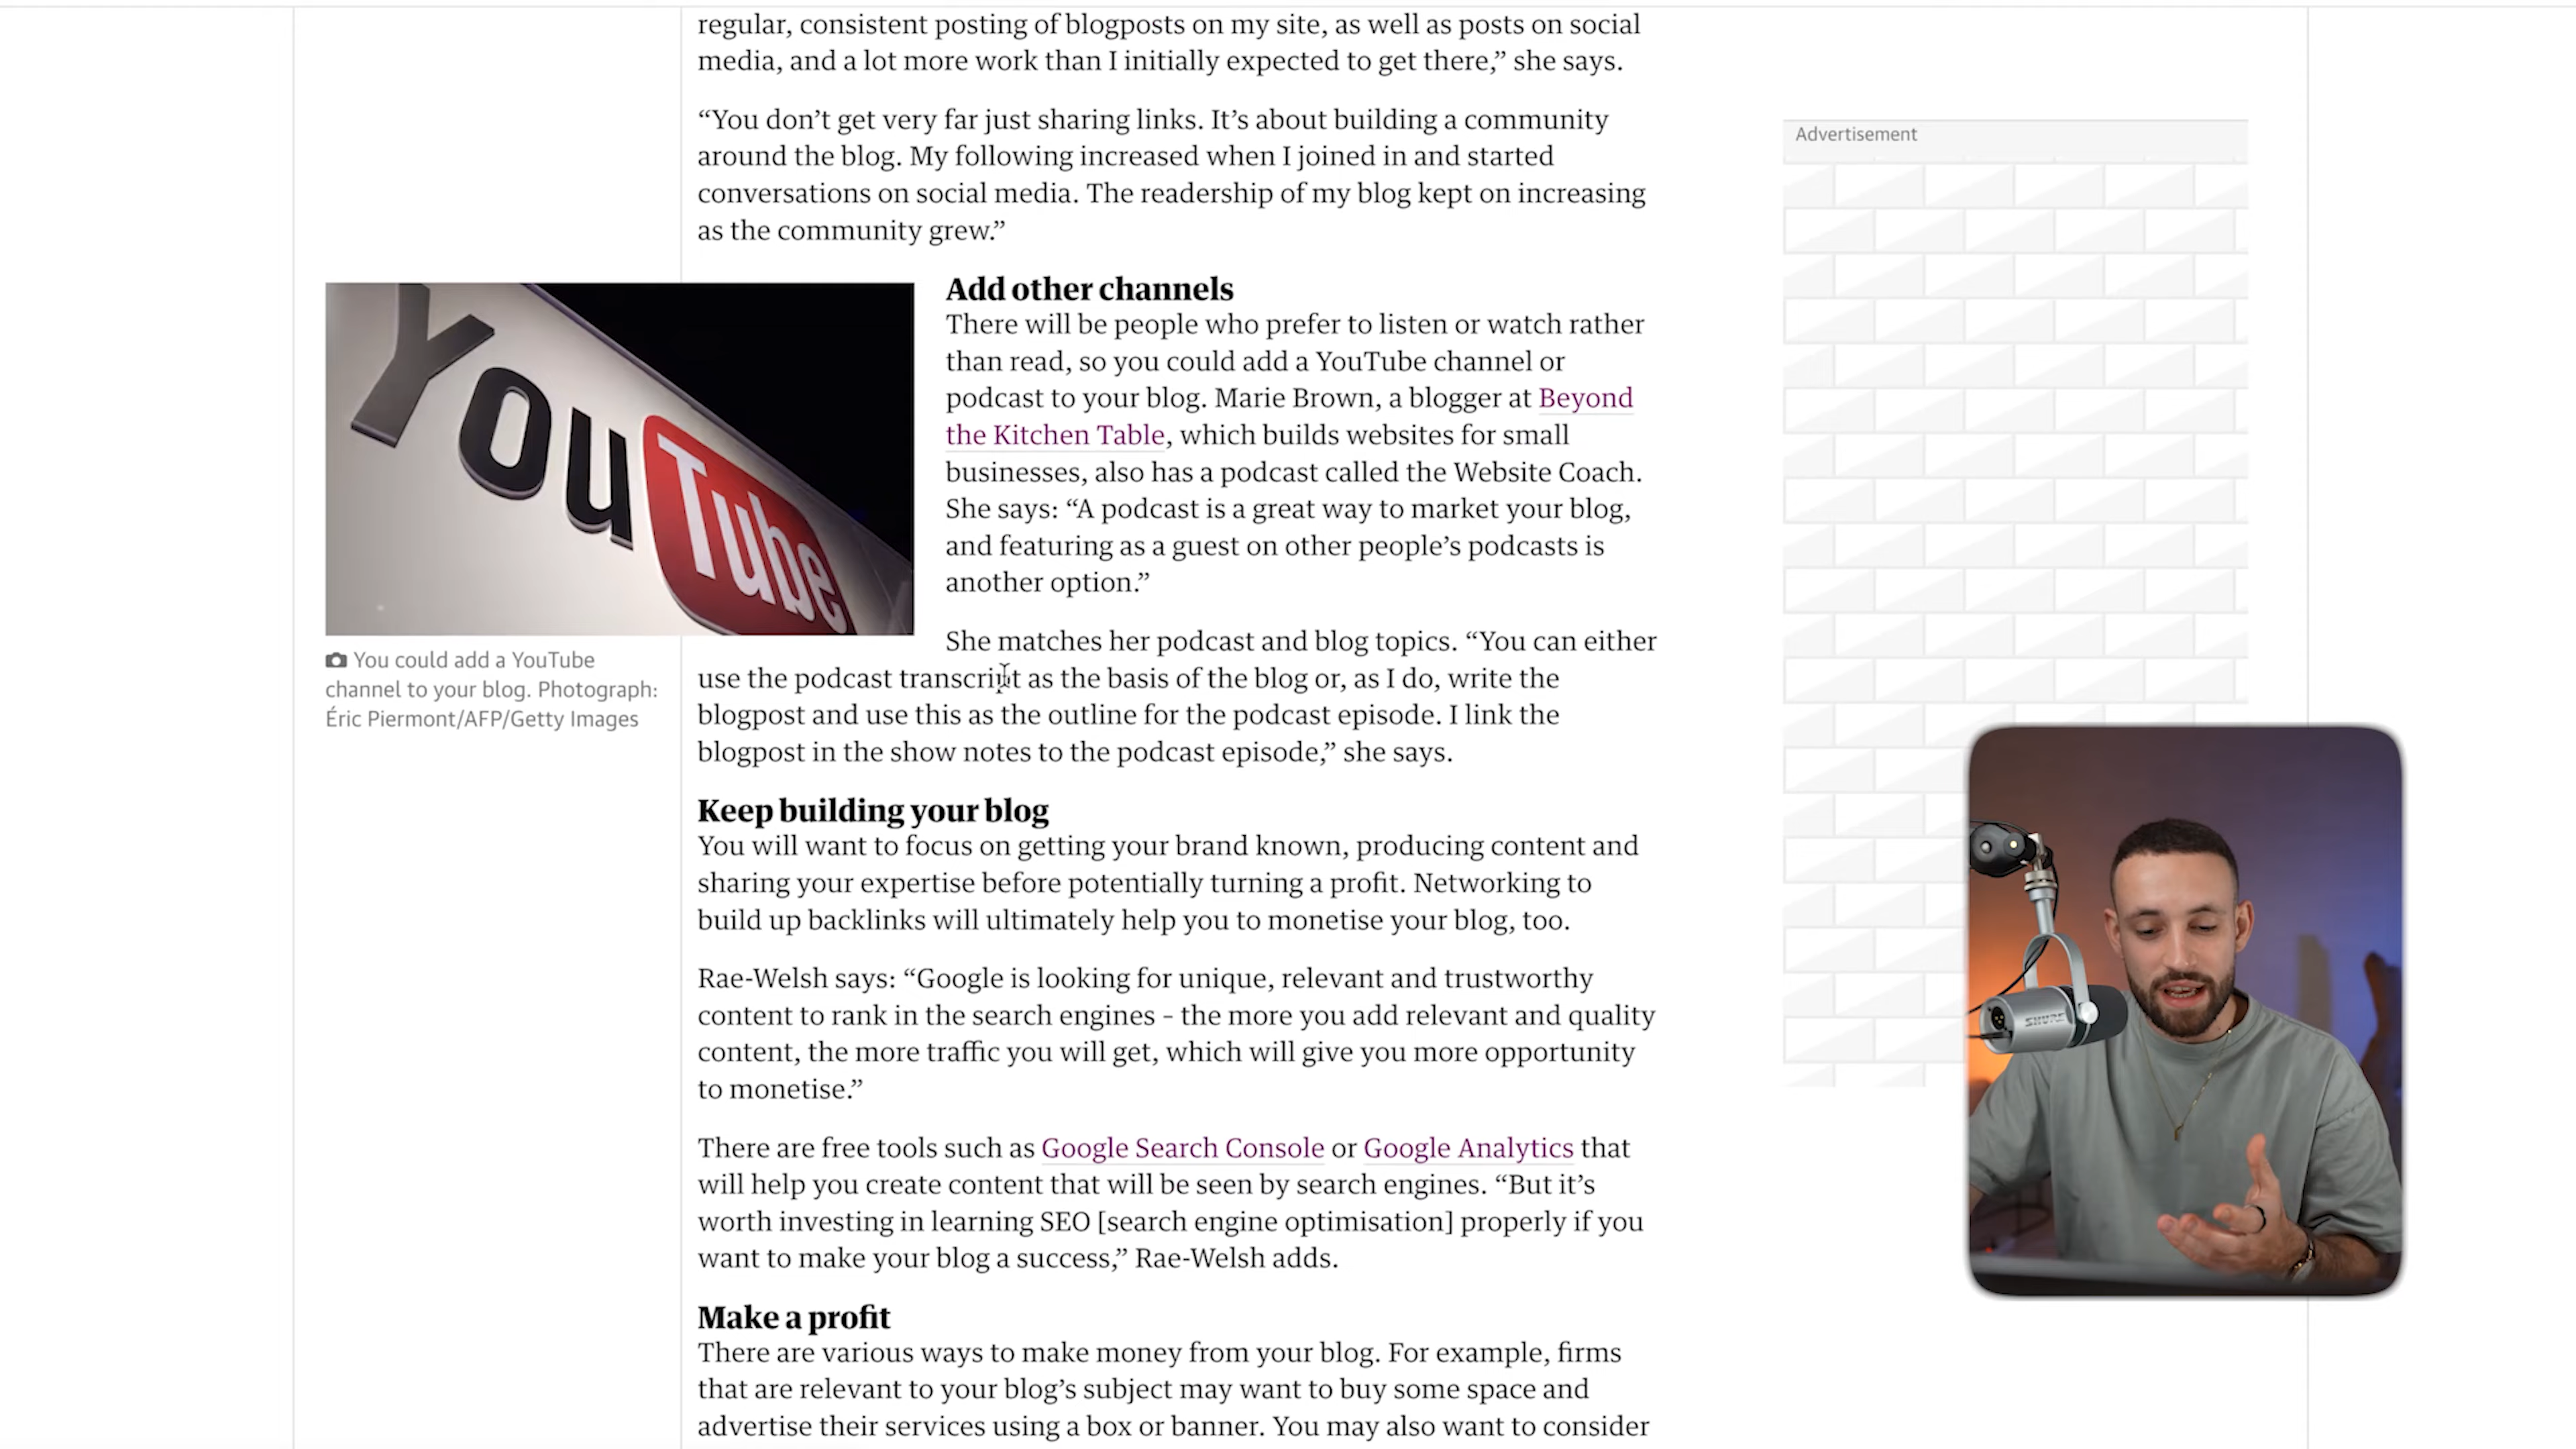 regular, consistent posting of blogposts on my site, as well as posts on social
media, and a lot more work than I initially expected to get there,” she says.
“You don’t get very far just sharing links. It’s about building a community
around the blog. My following increased when I joined in and started
conversations on social media. The readership of my blog kept on increasing
as the community grew.”
Advertisement
YouTube
You could add a YouTube
channel to your blog. Photograph:
Éric Piermont/AFP/Getty Images
Add other channels
There will be people who prefer to listen or watch rather
than read, so you could add a YouTube channel or
podcast to your blog. Marie Brown, a blogger at Beyond
the Kitchen Table, which builds websites for small
businesses, also has a podcast called the Website Coach.
She says: “A podcast is a great way to market your blog,
and featuring as a guest on other people’s podcasts is
another option.”
She matches her podcast and blog topics. “You can either
use the podcast transcript as the basis of the blog or, as I do, write the
blogpost and use this as the outline for the podcast episode. I link the
blogpost in the show notes to the podcast episode,” she says.
Keep building your blog
You will want to focus on getting your brand known, producing content and
sharing your expertise before potentially turning a profit. Networking to
build up backlinks will ultimately help you to monetise your blog, too.
Rae-Welsh says: “Google is looking for unique, relevant and trustworthy
content to rank in the search engines – the more you add relevant and quality
content, the more traffic you will get, which will give you more opportunity
to monetise.”
There are free tools such as Google Search Console or Google Analytics that
will help you create content that will be seen by search engines. “But it’s
worth investing in learning SEO [search engine optimisation] properly if you
want to make your blog a success,” Rae-Welsh adds.
Make a profit
There are various ways to make money from your blog. For example, firms
that are relevant to your blog’s subject may want to buy some space and
advertise their services using a box or banner. You may also want to consider
SHURE